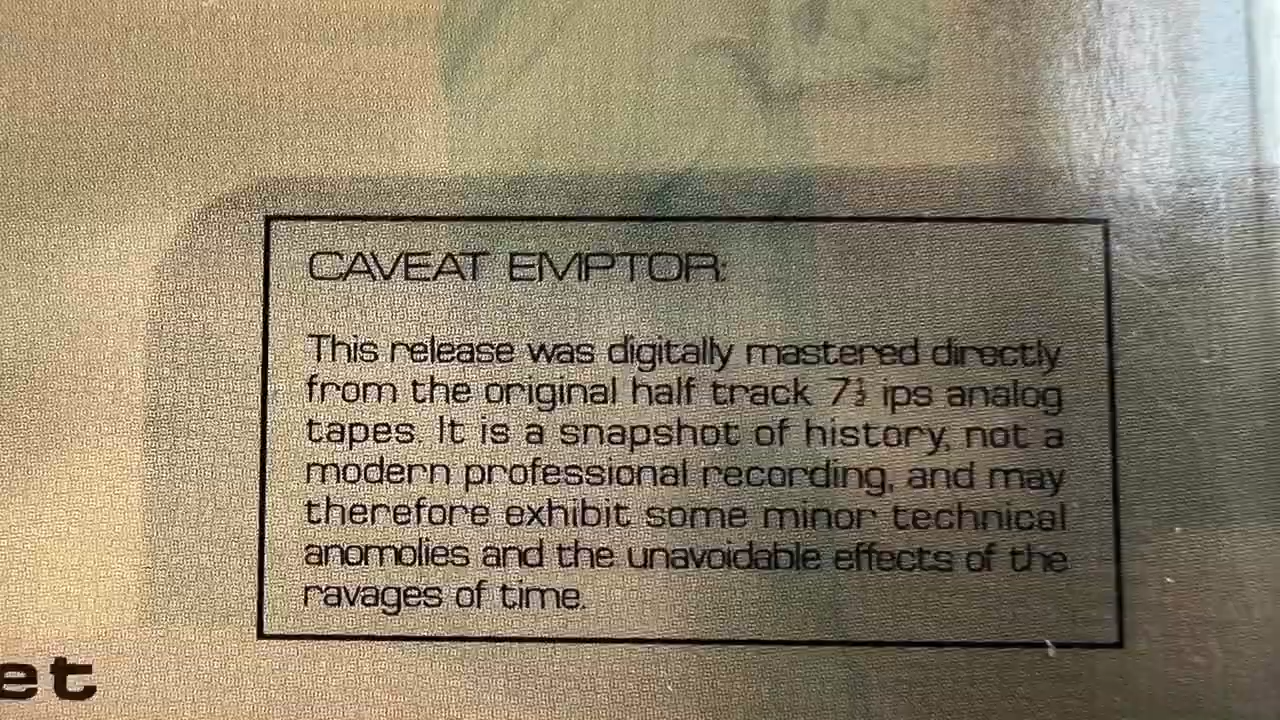 CAVEAT EMPTOR:
This release was digitally mastered directly
from the original half track 7½ ips analog
tapes. It is a snapshot of history, not a
modern professional recording, and may
therefore exhibit some minor technical
anomolies and the unavoidable effects of the
ravages of time.
et